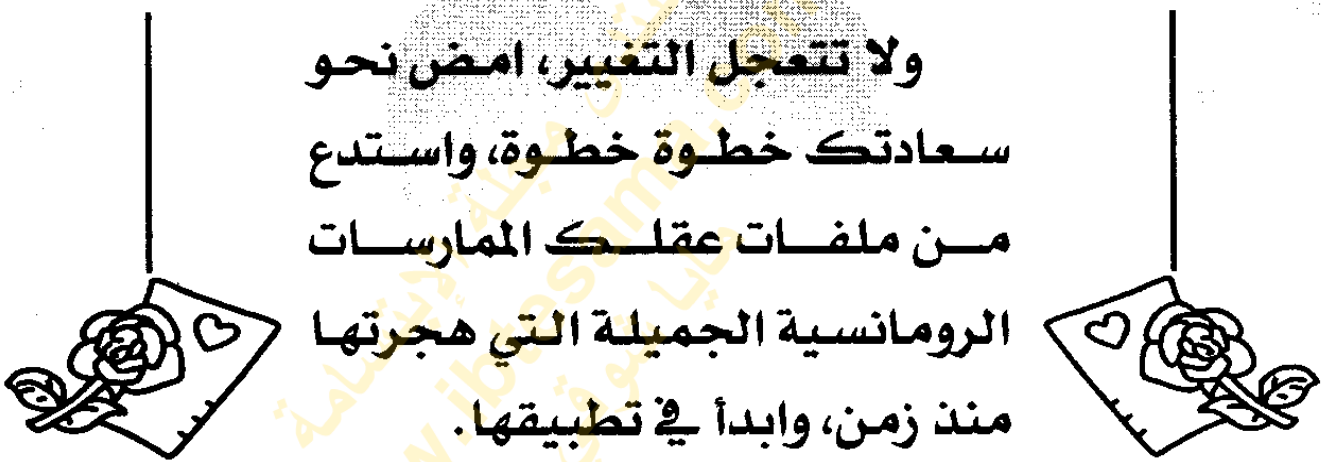 ولا تتعجل التغيير، امض نحو
سعادتك خطوة خطوة، واستدع
من ملفات عقلك الممارسات
الرومانسية الجميلة التي هجرتها
منذ زمن، وابدأ في تطبيقها.